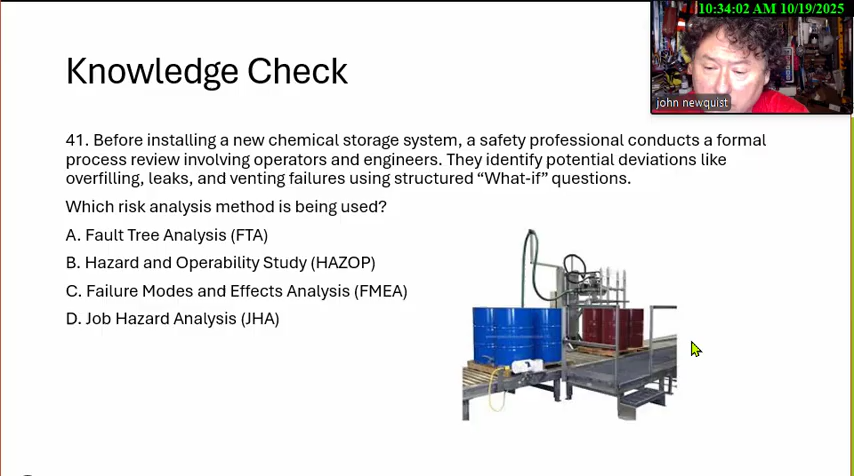 10:34:02 AM 10/19/2025
Knowledge Check
john newquist
41. Before installing a new chemical storage system, a safety professional conducts a formal
process review involving operators and engineers. They identify potential deviations like
overfilling, leaks, and venting failures using structured “What-if” questions.
Which risk analysis method is being used?
A. Fault Tree Analysis (FTA)
B. Hazard and Operability Study (HAZOP)
C. Failure Modes and Effects Analysis (FMEA)
D. Job Hazard Analysis (JHA)